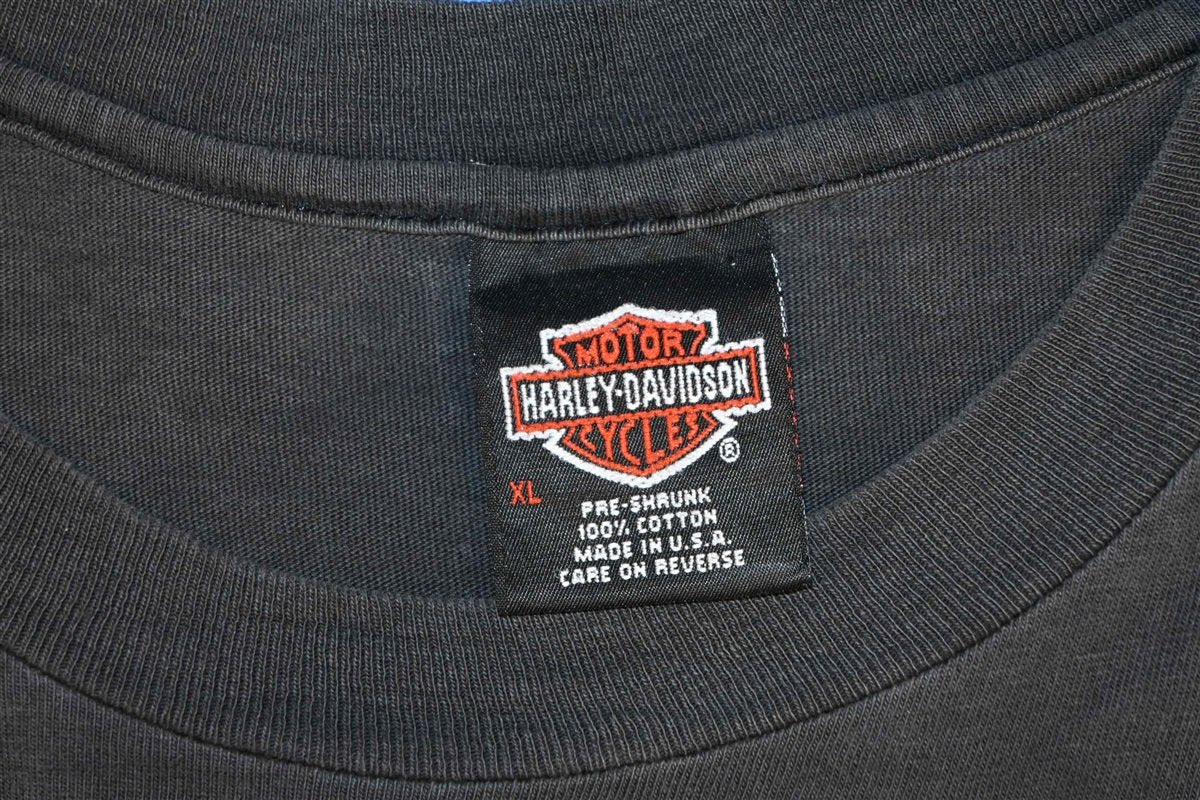 MOTOR
HARLEY-DAVIDSON
CYCLES
®
XL
PRE-SHRUNK
100% COTTON
MADE IN U.S.A.
CARE ON REVERSE